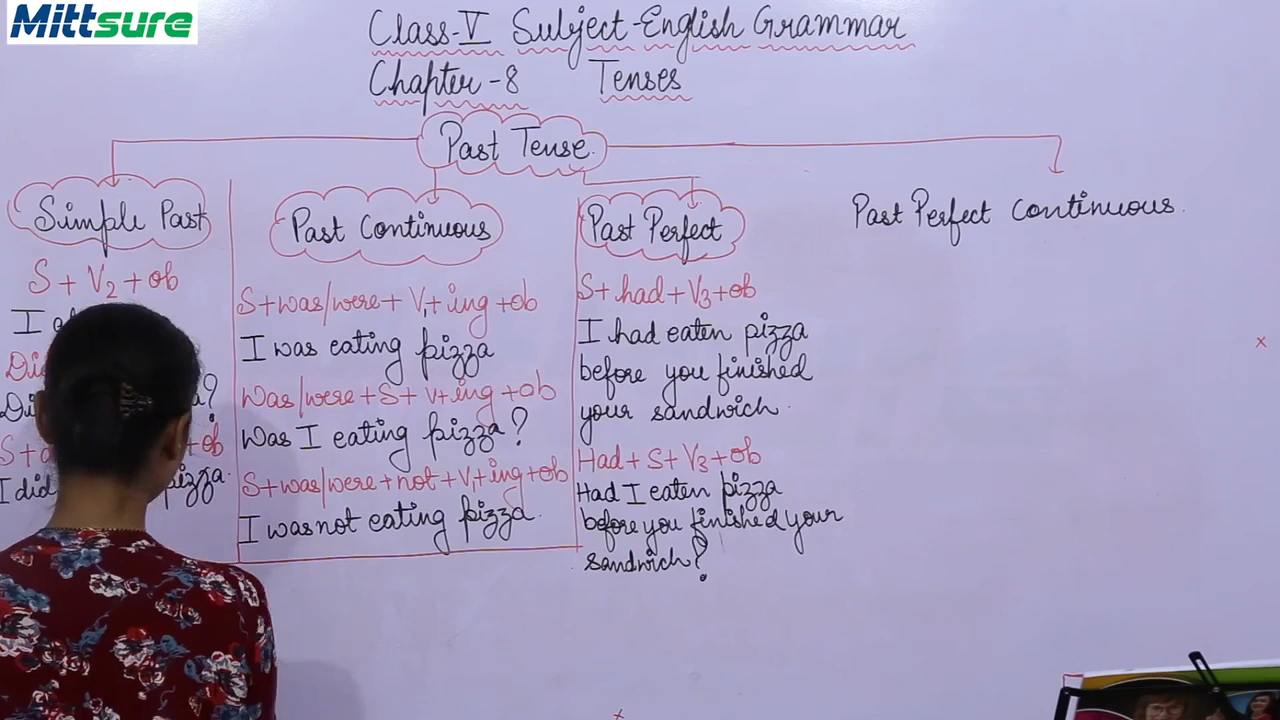 Mittsure
Class-V Subject-English Grammar
Chapter-8 Tenses
Past Tense.
Simple Past
S + V2 + ob
I
?
S+ + ob
I did pizza.
Past Continuous
S+was/were+ V1+ing+ob
I was eating pizza
Was/were+S+ V+ing+ob
Was I eating pizza?
S+was/were+not+V1+ing+ob
I was not eating pizza.
Past Perfect
S+had+V3+ob
I had eaten pizza
before you finished
your sandwich.
Had+S+V3+ob
Had I eaten pizza
before you finished your
sandwich?
Past Perfect Continuous.